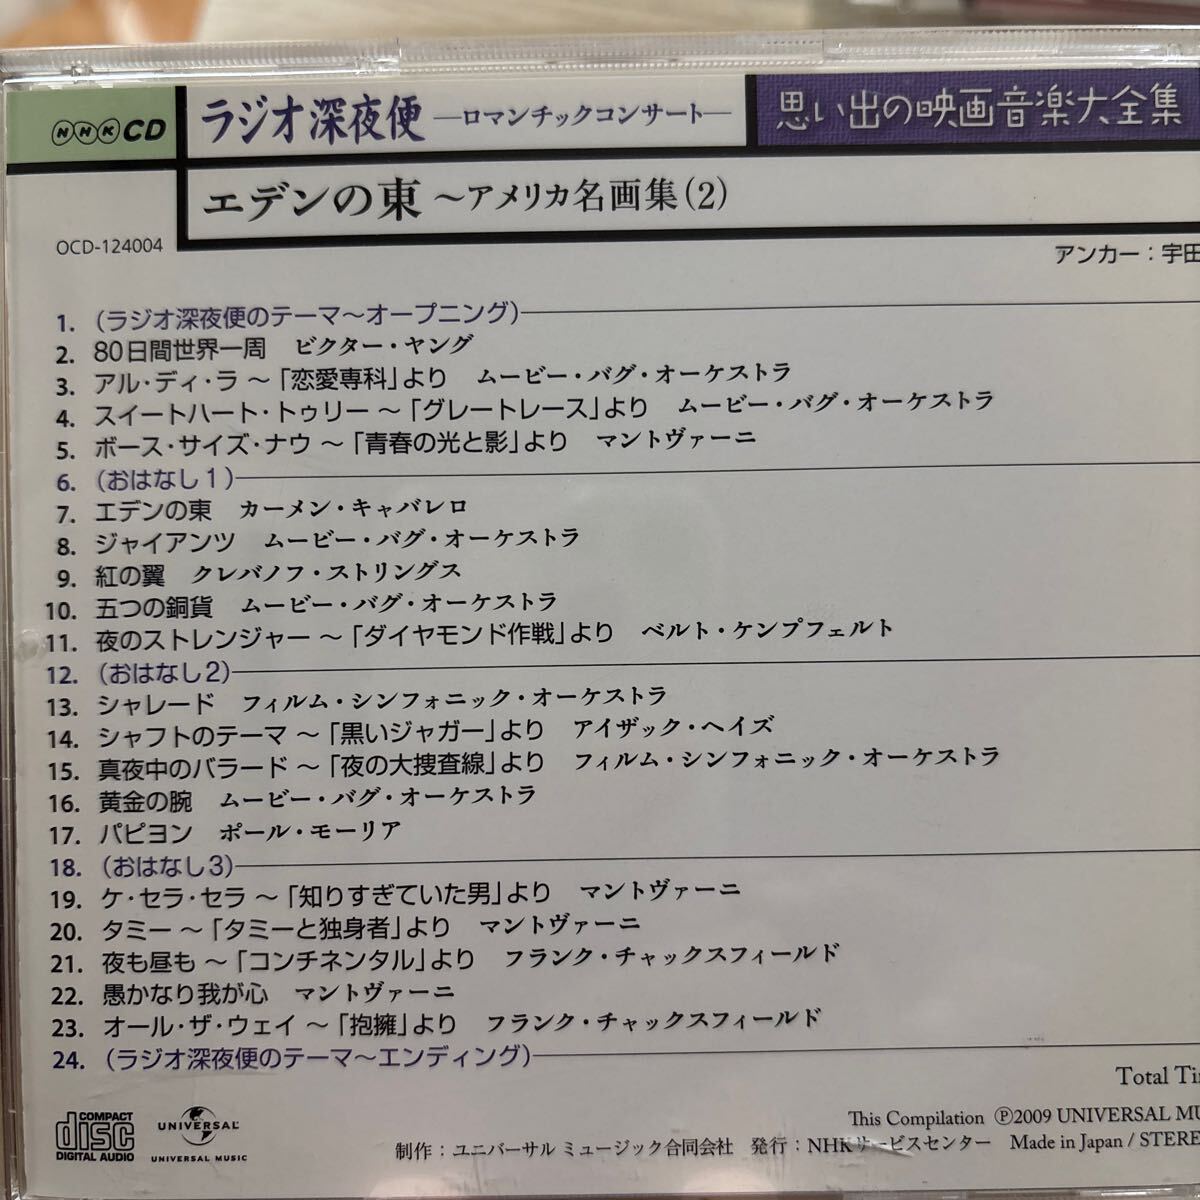 NHK CD ラジオ深夜便 ―ロマンチックコンサート― 思い出の映画音楽大全集
エデンの東 ～アメリカ名画集(2)
OCD-124004
アンカー：宇田
1. (ラジオ深夜便のテーマ～オープニング)
2. 80日間世界一周 ビクター・ヤング
3. アル・ディ・ラ ～「恋愛専科」より ムービー・バグ・オーケストラ
4. スイートハート・トゥリー ～「グレートレース」より ムービー・バグ・オーケストラ
5. ボース・サイズ・ナウ ～「青春の光と影」より マントヴァーニ
6. (おはなし1)
7. エデンの東 カーメン・キャバレロ
8. ジャイアンツ ムービー・バグ・オーケストラ
9. 紅の翼 クレバノフ・ストリングス
10. 五つの銅貨 ムービー・バグ・オーケストラ
11. 夜のストレンジャー ～「ダイヤモンド作戦」より ベルト・ケンプフェルト
12. (おはなし2)
13. シャレード フィルム・シンフォニック・オーケストラ
14. シャフトのテーマ ～「黒いジャガー」より アイザック・ヘイズ
15. 真夜中のバラード ～「夜の大捜査線」より フィルム・シンフォニック・オーケストラ
16. 黄金の腕 ムービー・バグ・オーケストラ
17. パピヨン ポール・モーリア
18. (おはなし3)
19. ケ・セラ・セラ ～「知りすぎていた男」より マントヴァーニ
20. タミー ～「タミーと独身者」より マントヴァーニ
21. 夜も昼も ～「コンチネンタル」より フランク・チャックスフィールド
22. 愚かなり我が心 マントヴァーニ
23. オール・ザ・ウェイ ～「抱擁」より フランク・チャックスフィールド
24. (ラジオ深夜便のテーマ～エンディング)
Total Ti
COMPACT disc DIGITAL AUDIO
UNIVERSAL
UNIVERSAL MUSIC
This Compilation ℗2009 UNIVERSAL MU
制作：ユニバーサル ミュージック合同会社 発行：NHKサービスセンター Made in Japan / STERE